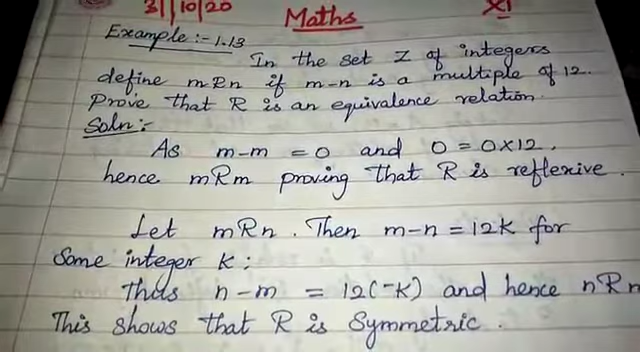 31/10/20 Maths XI
Example:-1.13
In the set Z of integers
define mRn if m-n is a multiple of 12.
Prove that R is an equivalence relation.
Soln:-
As m-m = 0 and 0 = 0×12,
hence mRm proving that R is reflexive.
Let mRn. Then m-n = 12K for
Some integer K;
Thus n-m = 12(-K) and hence nRm
This shows that R is Symmetric.